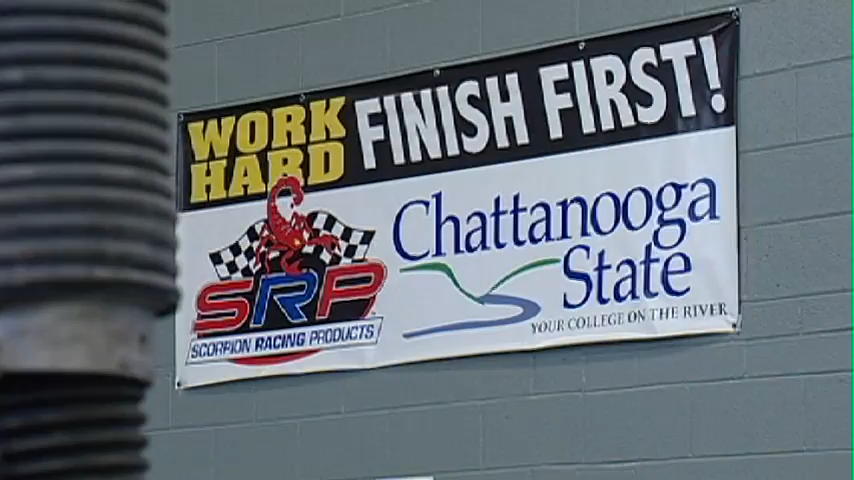 WORK HARD FINISH FIRST!
SRP
SCORPION RACING PRODUCTS
Chattanooga
State
YOUR COLLEGE ON THE RIVER